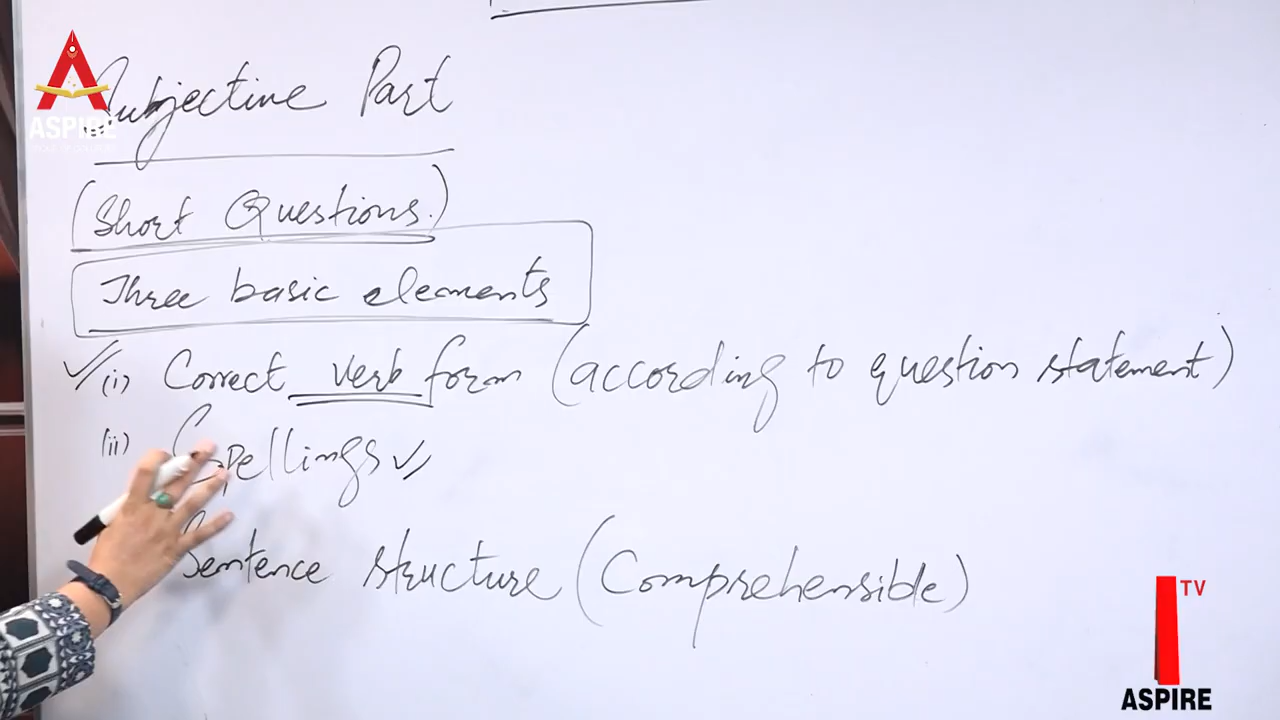 Subjective Part
ASPIRE
(Short Questions.)
Three basic elements
(i) Correct verb form (according to question statement)
(ii) Spellings
Sentence structure (Comprehensible)
TV
ASPIRE